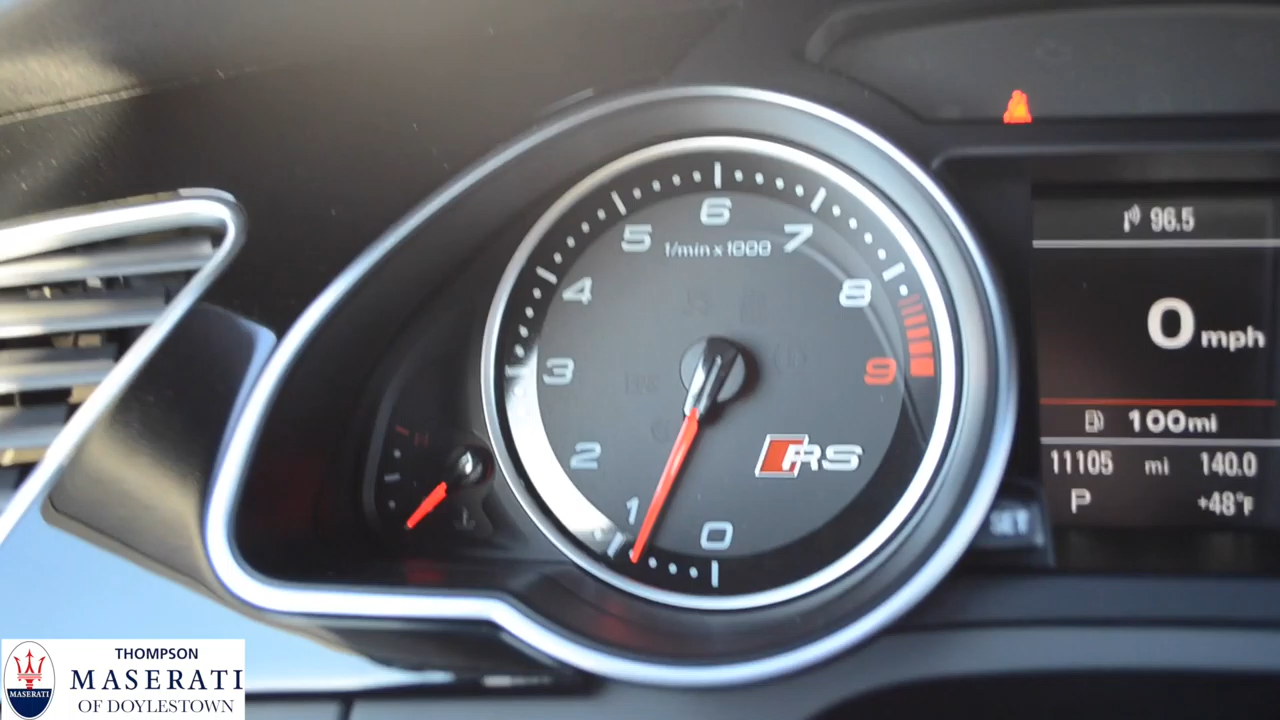 96.5
0 mph
100mi
11105 mi 140.0
P +48°F
SET
6
5 7
1/min x 1000
4 8
3 9
2
RS
1 0
THOMPSON
MASERATI
MASERATI
OF DOYLESTOWN